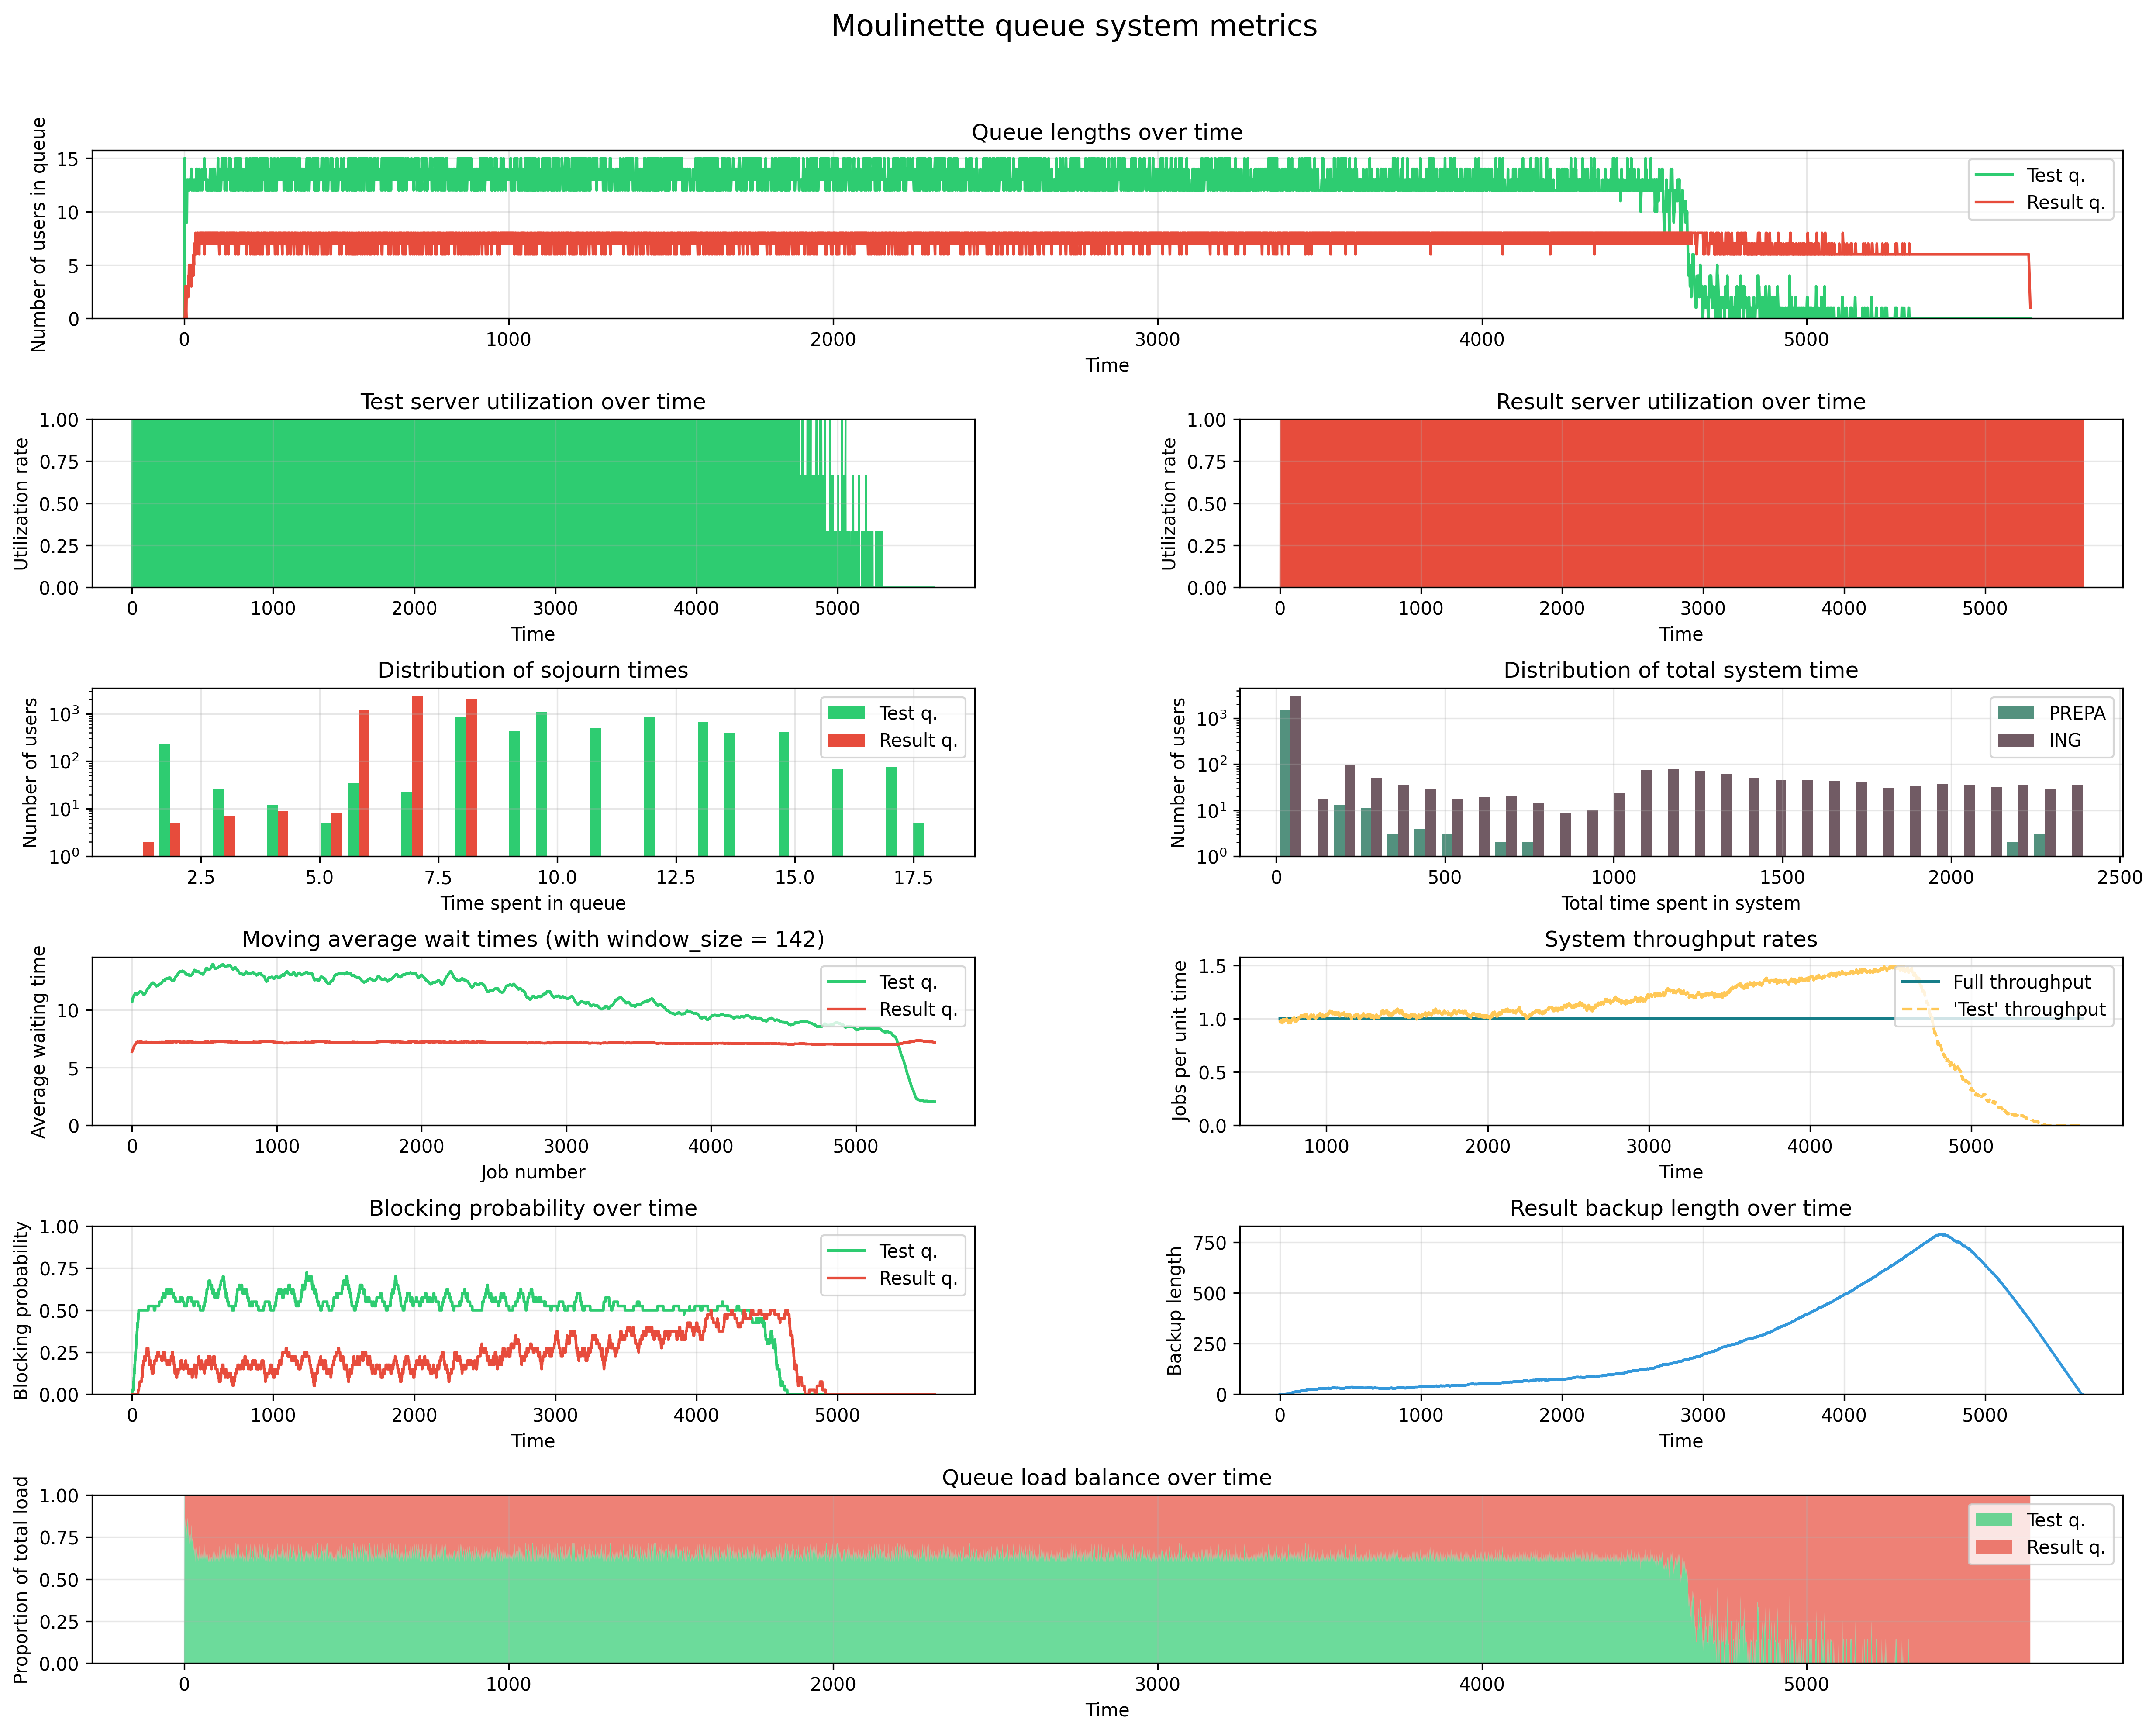 Moulinette queue system metrics
Queue lengths over time
Number of users in queue
15
10
5
0
Test q.
Result q.
0 1000 2000 3000 4000 5000
Time
Test server utilization over time
Utilization rate
1.00
0.75
0.50
0.25
0.00
0 1000 2000 3000 4000 5000
Time
Result server utilization over time
Utilization rate
1.00
0.75
0.50
0.25
0.00
0 1000 2000 3000 4000 5000
Time
Distribution of sojourn times
Number of users
10³
10²
10¹
10⁰
Test q.
Result q.
2.5 5.0 7.5 10.0 12.5 15.0 17.5
Time spent in queue
Distribution of total system time
Number of users
10³
10²
10¹
10⁰
PREPA
ING
0 500 1000 1500 2000 2500
Total time spent in system
Moving average wait times (with window_size = 142)
Average waiting time
10
5
0
Test q.
Result q.
0 1000 2000 3000 4000 5000
Job number
System throughput rates
Jobs per unit time
1.5
1.0
0.5
0.0
Full throughput
'Test' throughput
1000 2000 3000 4000 5000
Time
Blocking probability over time
Blocking probability
1.00
0.75
0.50
0.25
0.00
Test q.
Result q.
0 1000 2000 3000 4000 5000
Time
Result backup length over time
Backup length
750
500
250
0
0 1000 2000 3000 4000 5000
Time
Queue load balance over time
Proportion of total load
1.00
0.75
0.50
0.25
0.00
Test q.
Result q.
0 1000 2000 3000 4000 5000
Time